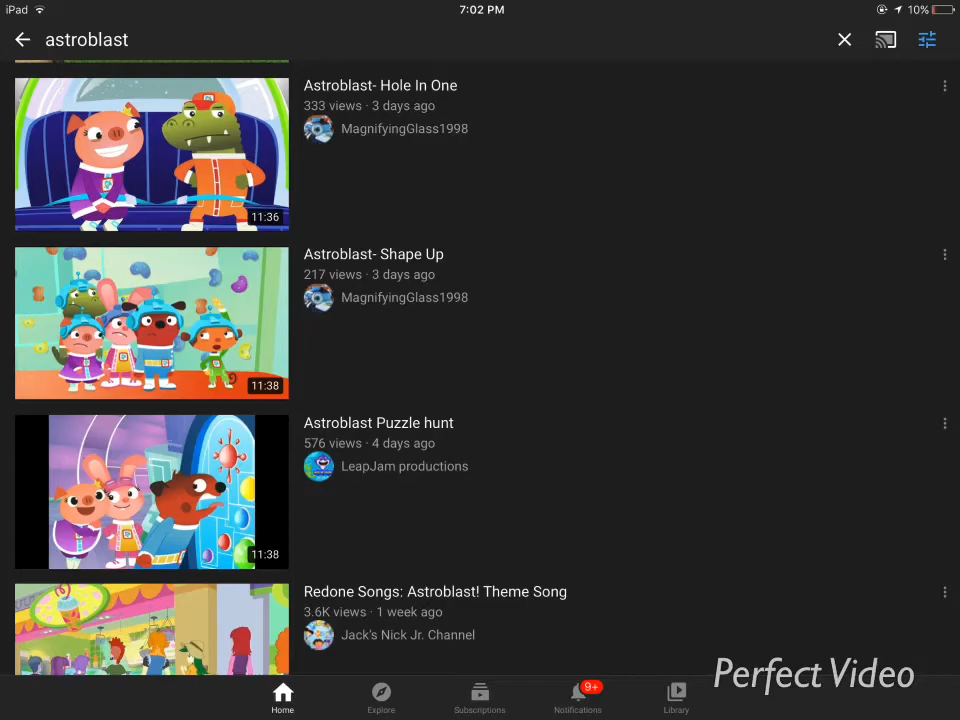 iPad 7:02 PM 10%
astroblast
Astroblast- Hole In One
333 views · 3 days ago
MagnifyingGlass1998
11:36
Astroblast- Shape Up
217 views · 3 days ago
MagnifyingGlass1998
11:38
Astroblast Puzzle hunt
576 views · 4 days ago
LeapJam productions
11:38
Redone Songs: Astroblast! Theme Song
3.6K views · 1 week ago
Jack's Nick Jr. Channel
Perfect Video
9+
Home Explore Subscriptions Notifications Library